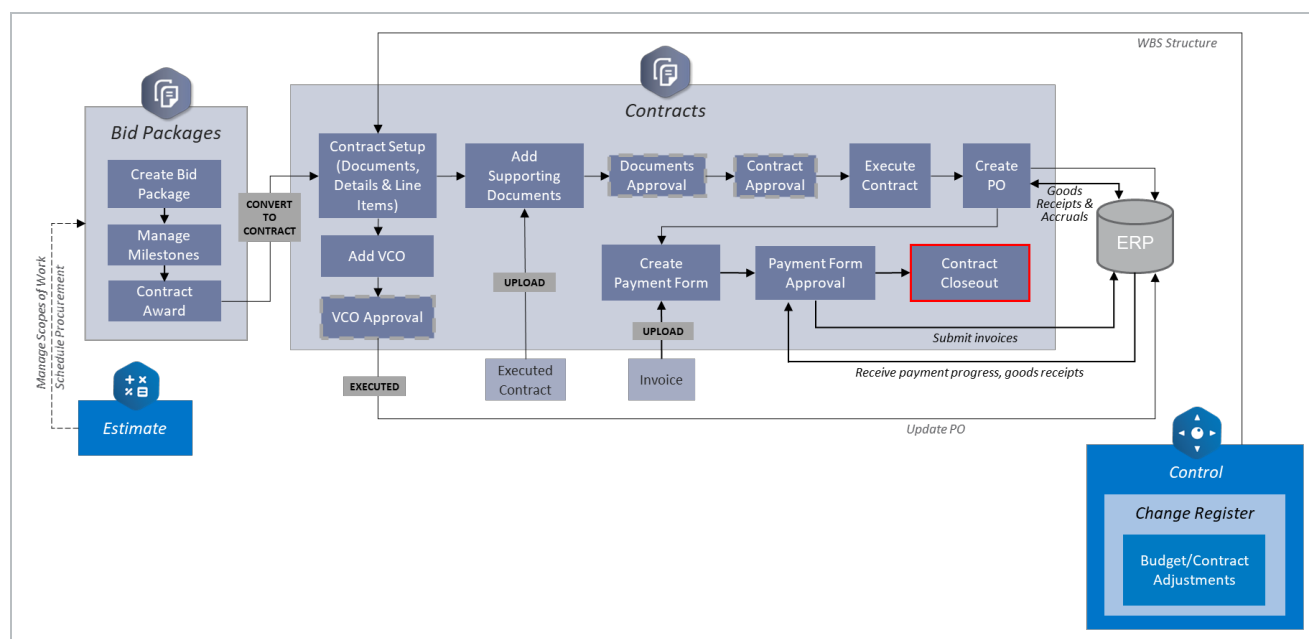 WBS Structure
Contracts
Bid Packages
Create Bid
Package
Manage
Milestones
Contract
Award
CONVERT
TO
CONTRACT
Contract Setup
(Documents,
Details & Line
Items)
Add
Supporting
Documents
Documents
Approval
Contract
Approval
Execute
Contract
Create
PO
Goods
Receipts &
Accruals
ERP
Add VCO
VCO Approval
UPLOAD
Create
Payment Form
Payment Form
Approval
Contract
Closeout
UPLOAD
Submit invoices
Executed
Contract
Invoice
Receive payment progress, goods receipts
EXECUTED
Update PO
Manage Scopes of Work
Schedule Procurement
Estimate
Control
Change Register
Budget/Contract
Adjustments